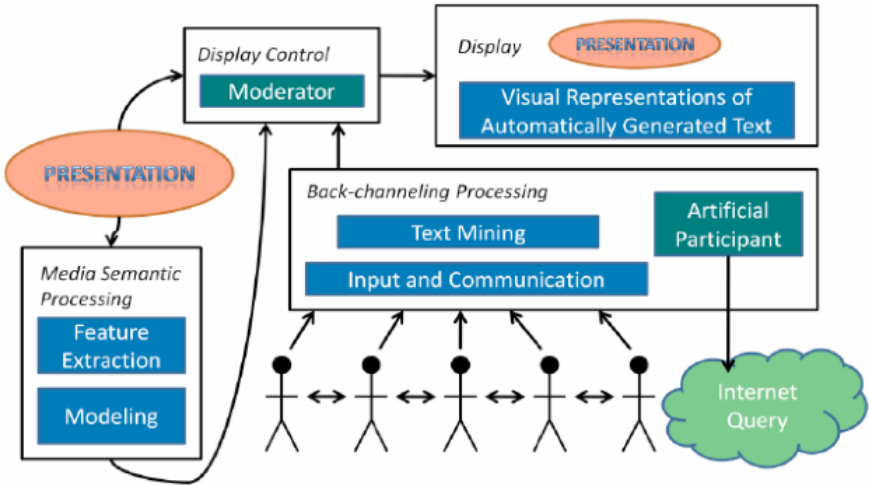 Display Control
Moderator
Display
PRESENTATION
Visual Representations of
Automatically Generated Text
PRESENTATION
Back-channeling Processing
Text Mining
Input and Communication
Artificial
Participant
Media Semantic
Processing
Feature
Extraction
Modeling
Internet
Query